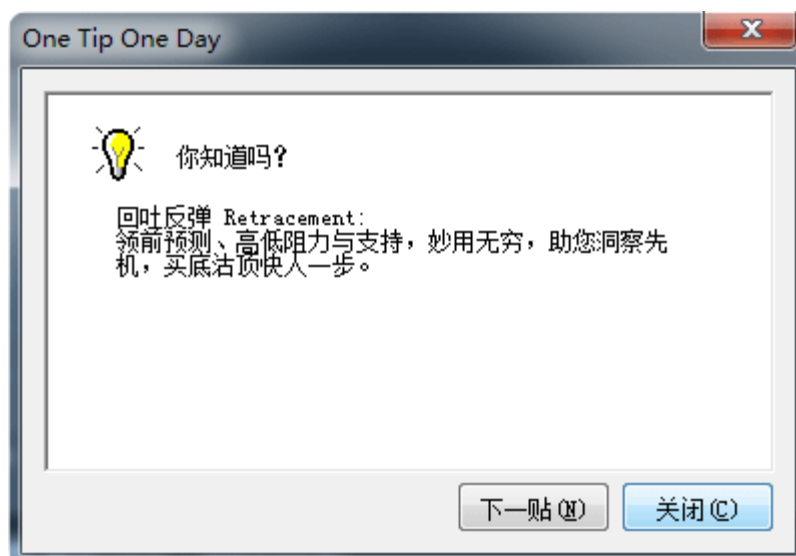 One Tip One Day
你知道吗?
回吐反弹 Retracement:
领前预测、高低阻力与支持，妙用无穷，助您洞察先
机，买底沽顶快人一步。
下一贴(N)
关闭(C)